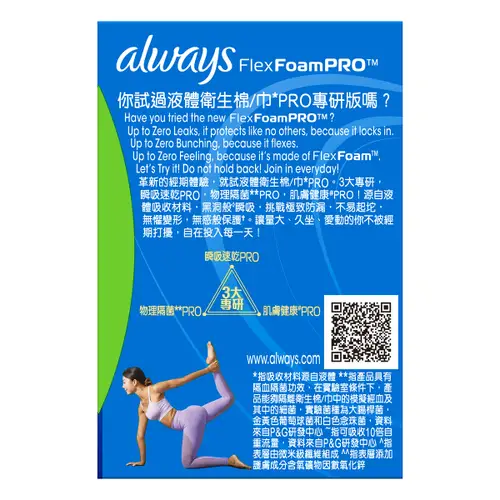 always FlexFoamPRO™
你試過液體衛生棉/巾*PRO專研版嗎？
Have you tried the new FlexFoamPRO™?
Up to Zero Leaks, it protects like no others, because it locks in.
Up to Zero Bunching, because it flexes.
Up to Zero Feeling, because it's made of FlexFoam™.
Let's Try it! Do not hold back! Join in everyday!
革新的經期體驗，就試液體衛生棉/巾*PRO。3大專研，
瞬吸速乾PRO，物理隔菌**PRO，肌膚健康#PRO！源自液
體吸收材料，黑洞般^瞬吸，挑戰極致防漏，不易起坨，
無懼變形，無感般保護†。讓量大、久坐、愛動的你不被經
期打擾，自在投入每一天！
瞬吸速乾PRO
3大
專研
物理隔菌**PRO
肌膚健康#PRO
www.always.com
*指吸收材料源自液體 **指產品具有
隔血隔菌功效，在實驗室條件下，產
品能夠隔離衛生棉/巾中的模擬經血及
其中的細菌，實驗菌種為大腸桿菌，
金黃色葡萄球菌和白色念珠菌，資料
來自P&G研發中心 ~指可吸收10倍自
重流量，資料來自P&G研發中心 ^指
表層由微米級纖維組成 ^^指表層添加
護膚成分含氧礦物因數氧化鋅